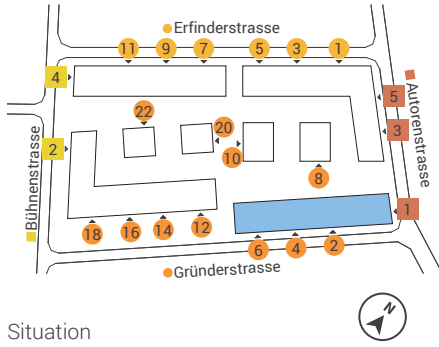 Erfinderstrasse
11 9 7 5 3 1
4
5
Autorenstrasse
22
20
3
2
10
8
Bühnenstrasse
1
18 16 14 12
6 4 2
Gründerstrasse
N
Situation